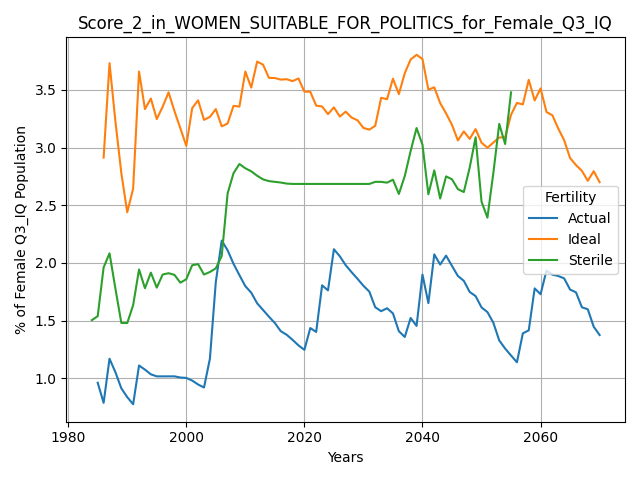 Score_2_in_WOMEN_SUITABLE_FOR_POLITICS_for_Female_Q3_IQ
% of Female Q3_IQ Population
3.5
3.0
2.5
2.0
1.5
1.0
Fertility
Actual
Ideal
Sterile
1980
2000
2020
2040
2060
Years